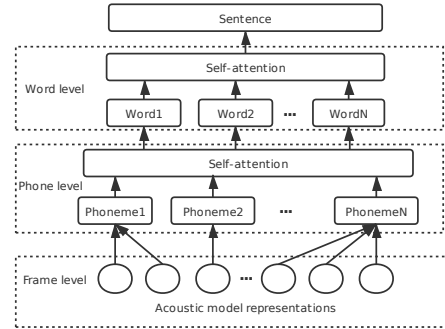 Sentence
Self-attention
Word level
Word1 Word2 ... WordN
Self-attention
Phone level
Phoneme1 Phoneme2 ... PhonemeN
Frame level ...
Acoustic model representations